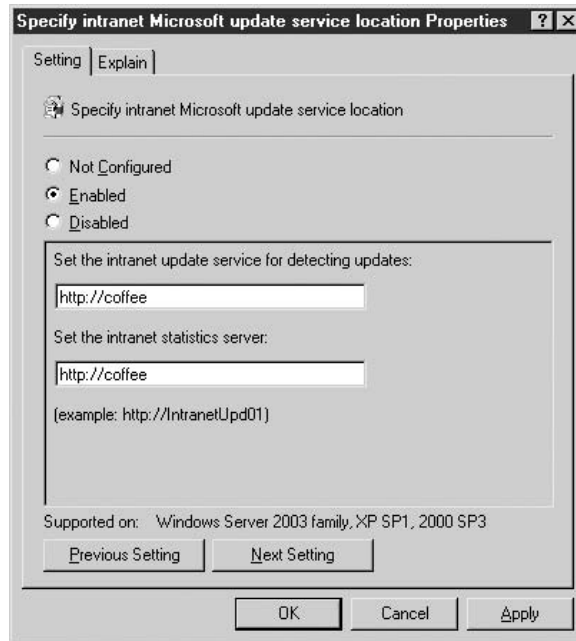 Specify intranet Microsoft update service location Properties
Setting Explain
Specify intranet Microsoft update service location
Not Configured
Enabled
Disabled
Set the intranet update service for detecting updates:
http://coffee
Set the intranet statistics server:
http://coffee
(example: http://IntranetUpd01)
Supported on: Windows Server 2003 family, XP SP1, 2000 SP3
Previous Setting Next Setting
OK Cancel Apply